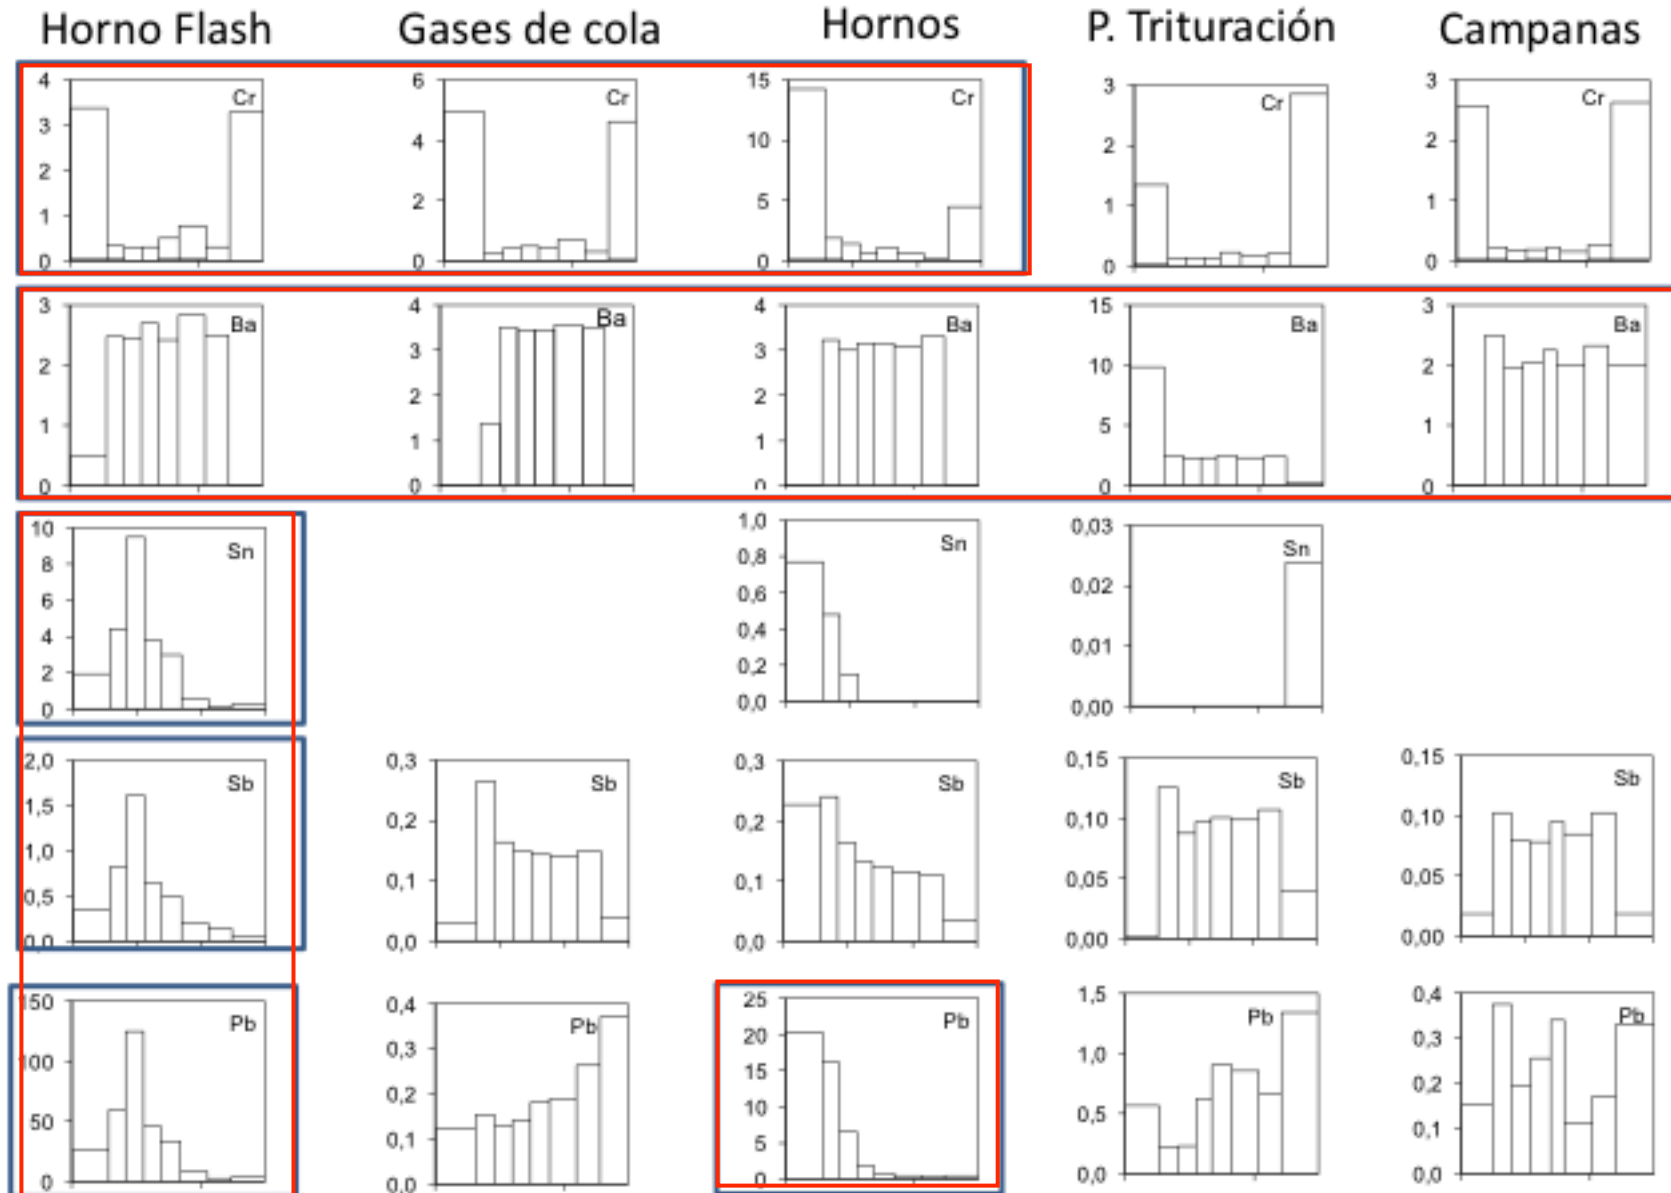 Horno Flash Gases de cola Hornos P. Trituración Campanas
4 6 15 3 3
Cr Cr Cr Cr Cr
3 4 10 2 2
2 2 5 1 1
1 0 0 0 0
0
3 4 4 15 3
Ba Ba Ba Ba Ba
2 3 3 10 2
1 2 2 5 1
0 1 1 0 0
0 0
10 1,0 0,03
Sn Sn Sn
8 0,8 0,02
6 0,6 0,01
4 0,4 0,00
2 0,2
0 0,0
2,0 0,3 0,3 0,15 0,15
Sb Sb Sb Sb Sb
1,5 0,2 0,2 0,10 0,10
1,0 0,1 0,1 0,05 0,05
0,5 0,0 0,0 0,00 0,00
0,0
150 0,4 25 1,5 0,4
Pb Pb Pb Pb Pb
100 0,3 20 1,0 0,3
50 0,2 15 0,5 0,2
0 0,1 10 0,0 0,1
0,0 5 0,0
0